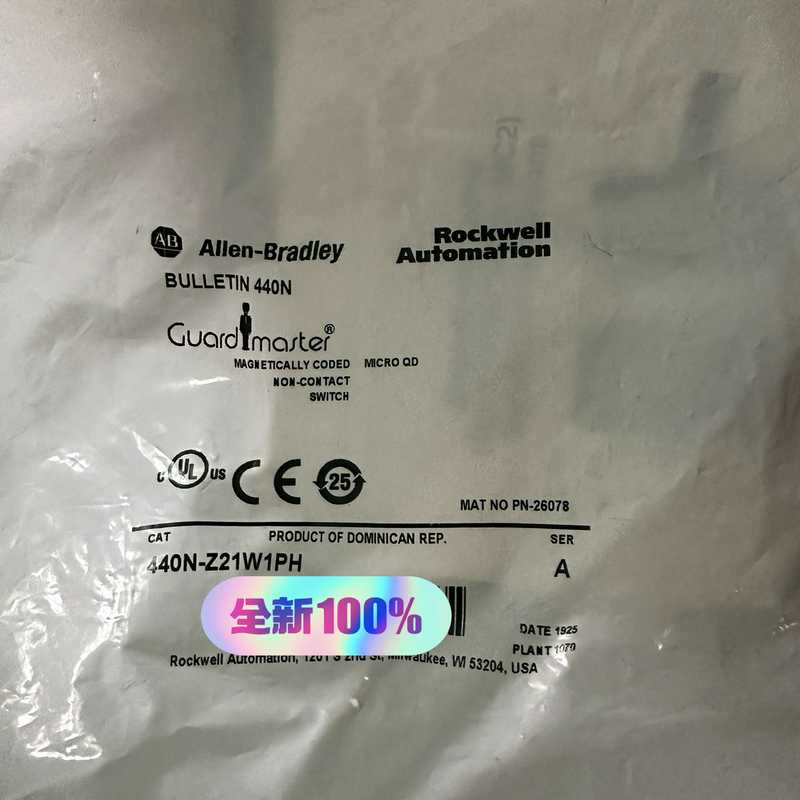 AB Allen-Bradley
Rockwell
Automation
BULLETIN 440N
Guardmaster®
MAGNETICALLY CODED MICRO QD
NON-CONTACT
SWITCH
C UL US CE 25
MAT NO PN-26078
CAT PRODUCT OF DOMINICAN REP. SER
440N-Z21W1PH A
全新100%
DATE 1925
PLANT 1070
Rockwell Automation, 1201 S 2nd St, Milwaukee, WI 53204, USA